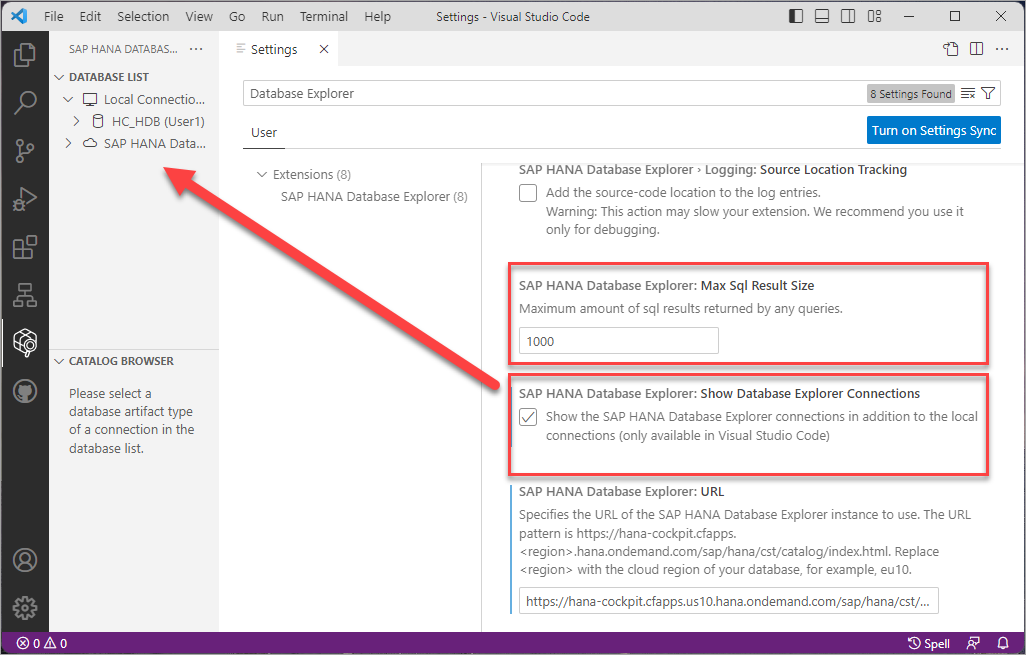 File Edit Selection View Go Run Terminal Help Settings - Visual Studio Code
SAP HANA DATABAS...
Settings
DATABASE LIST
Local Connectio...
HC_HDB (User1)
SAP HANA Data...
CATALOG BROWSER
Please select a
database artifact type
of a connection in the
database list.
Database Explorer
8 Settings Found
User
Turn on Settings Sync
Extensions (8)
SAP HANA Database Explorer (8)
SAP HANA Database Explorer › Logging: Source Location Tracking
Add the source-code location to the log entries.
Warning: This action may slow your extension. We recommend you use it
only for debugging.
SAP HANA Database Explorer: Max Sql Result Size
Maximum amount of sql results returned by any queries.
1000
SAP HANA Database Explorer: Show Database Explorer Connections
Show the SAP HANA Database Explorer connections in addition to the local
connections (only available in Visual Studio Code)
SAP HANA Database Explorer: URL
Specifies the URL of the SAP HANA Database Explorer instance to use. The URL
pattern is https://hana-cockpit.cfapps.
<region>.hana.ondemand.com/sap/hana/cst/catalog/index.html. Replace
<region> with the cloud region of your database, for example, eu10.
https://hana-cockpit.cfapps.us10.hana.ondemand.com/sap/hana/cst/...
0 0
Spell